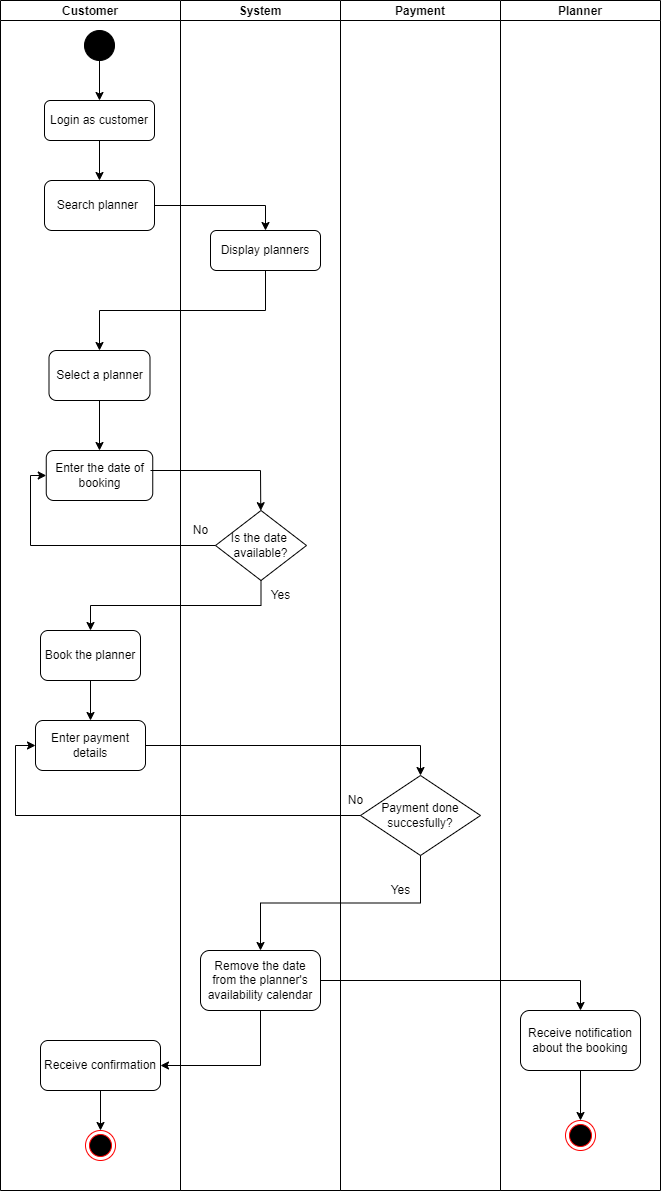 Customer
System
Payment
Planner
Login as customer
Search planner
Display planners
Select a planner
Enter the date of
booking
No
Is the date
available?
Yes
Book the planner
Enter payment
details
No
Payment done
succesfully?
Yes
Remove the date
from the planner's
availability calendar
Receive notification
about the booking
Receive confirmation